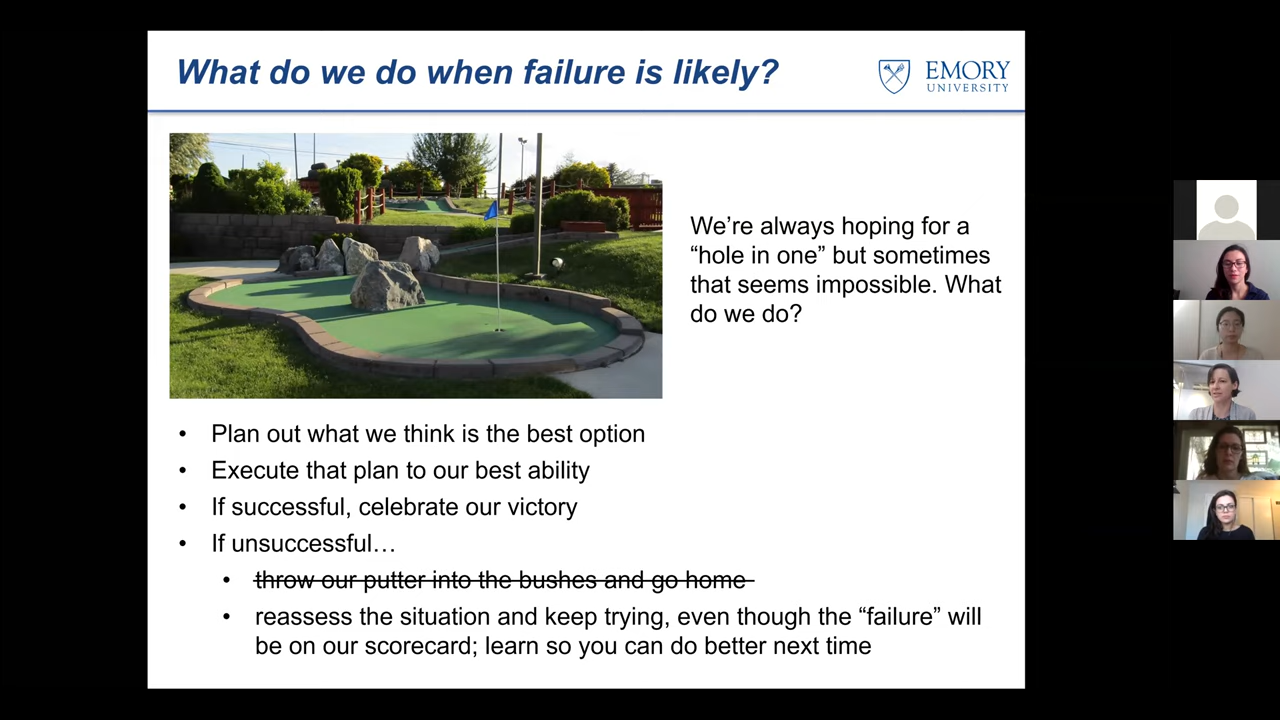 What do we do when failure is likely?
EMORY
UNIVERSITY
We’re always hoping for a
“hole in one” but sometimes
that seems impossible. What
do we do?
• Plan out what we think is the best option
• Execute that plan to our best ability
• If successful, celebrate our victory
• If unsuccessful…
• throw our putter into the bushes and go home
• reassess the situation and keep trying, even though the “failure” will
be on our scorecard; learn so you can do better next time